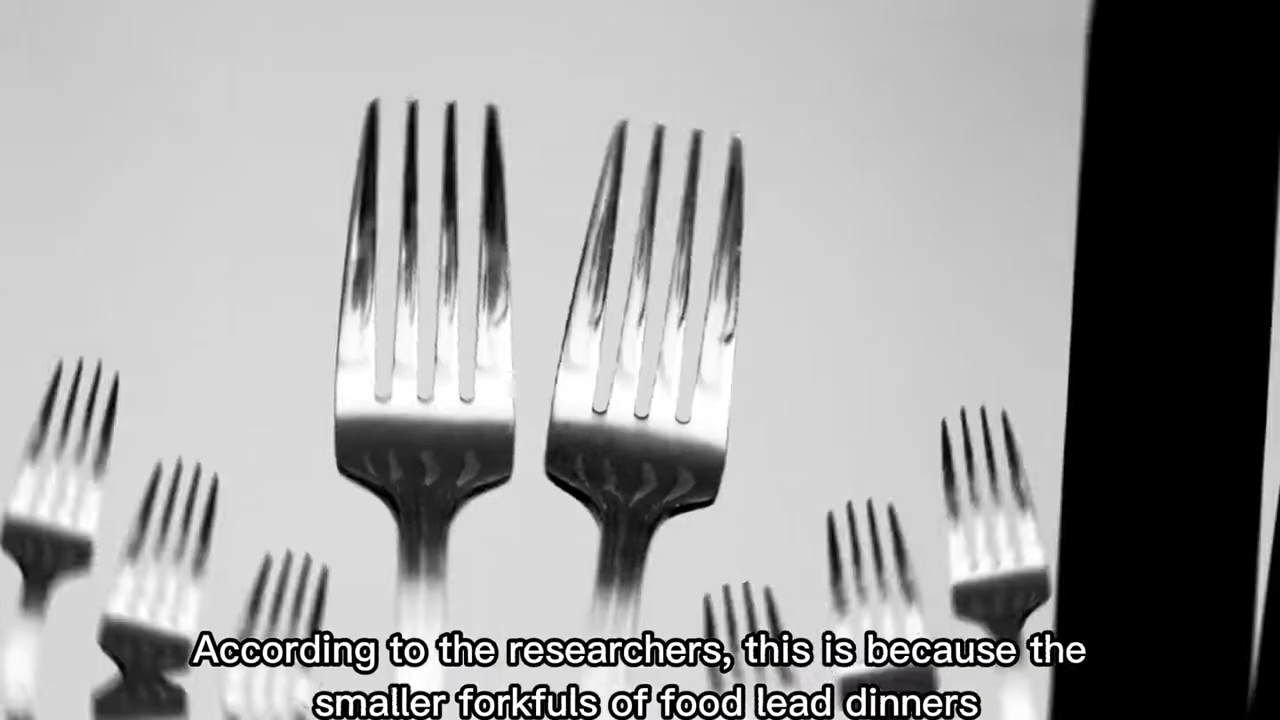 According to the researchers, this is because the
smaller forkfuls of food lead dinners